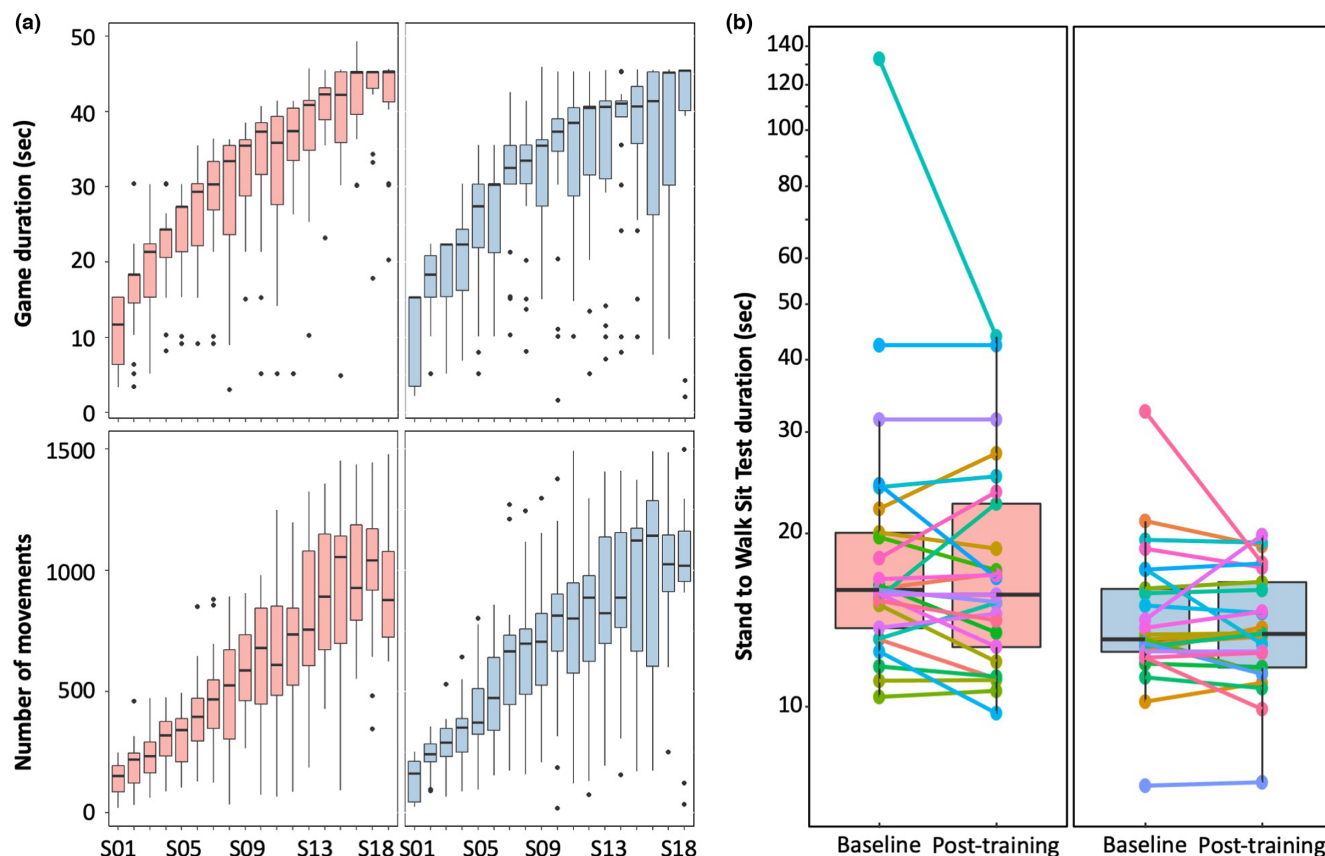 (a)
Game duration (sec)
50
40
30
20
10
0
Number of movements
1500
1000
500
0
S01 S05 S09 S13 S18 S01 S05 S09 S13 S18
(b)
Stand to Walk Sit Test duration (sec)
140
120
100
80
60
50
40
30
20
10
Baseline Post-training Baseline Post-training